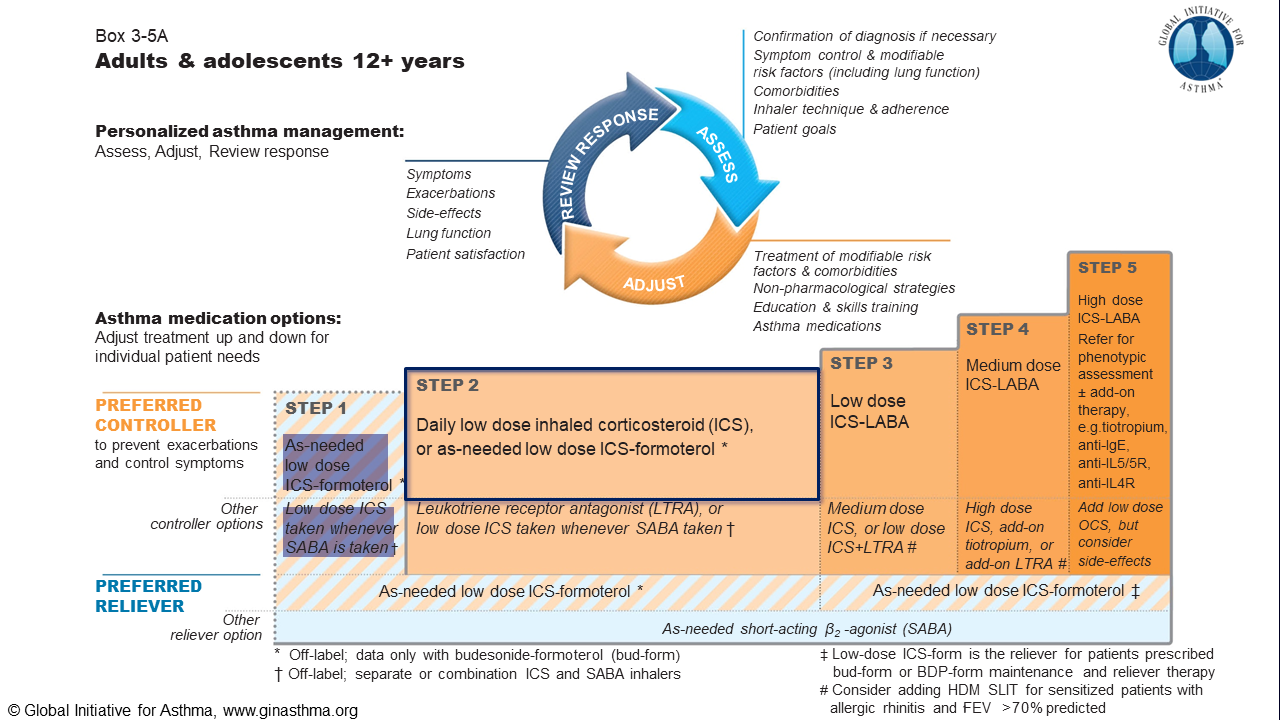 Box 3-5A
Adults & adolescents 12+ years
GLOBAL INITIATIVE FOR
ASTHMA
Confirmation of diagnosis if necessary
Symptom control & modifiable
risk factors (including lung function)
Comorbidities
Inhaler technique & adherence
Patient goals
Personalized asthma management:
Assess, Adjust, Review response
REVIEW RESPONSE
ASSESS
ADJUST
Symptoms
Exacerbations
Side-effects
Lung function
Patient satisfaction
Treatment of modifiable risk
factors & comorbidities
Non-pharmacological strategies
Education & skills training
Asthma medications
Asthma medication options:
Adjust treatment up and down for
individual patient needs
PREFERRED
CONTROLLER
to prevent exacerbations
and control symptoms
STEP 1
As-needed
low dose
ICS-formoterol *
STEP 2
Daily low dose inhaled corticosteroid (ICS),
or as-needed low dose ICS-formoterol *
STEP 3
Low dose
ICS-LABA
STEP 4
Medium dose
ICS-LABA
STEP 5
High dose
ICS-LABA
Refer for
phenotypic
assessment
± add-on
therapy,
e.g.tiotropium,
anti-IgE,
anti-IL5/5R,
anti-IL4R
Other
controller options
Low dose ICS
taken whenever
SABA is taken †
Leukotriene receptor antagonist (LTRA), or
low dose ICS taken whenever SABA taken †
Medium dose
ICS, or low dose
ICS+LTRA #
High dose
ICS, add-on
tiotropium, or
add-on LTRA #
Add low dose
OCS, but
consider
side-effects
PREFERRED
RELIEVER
As-needed low dose ICS-formoterol *
As-needed low dose ICS-formoterol ‡
Other
reliever option
As-needed short-acting β2 -agonist (SABA)
* Off-label; data only with budesonide-formoterol (bud-form)
† Off-label; separate or combination ICS and SABA inhalers
‡ Low-dose ICS-form is the reliever for patients prescribed
bud-form or BDP-form maintenance and reliever therapy
# Consider adding HDM SLIT for sensitized patients with
allergic rhinitis and FEV >70% predicted
© Global Initiative for Asthma, www.ginasthma.org